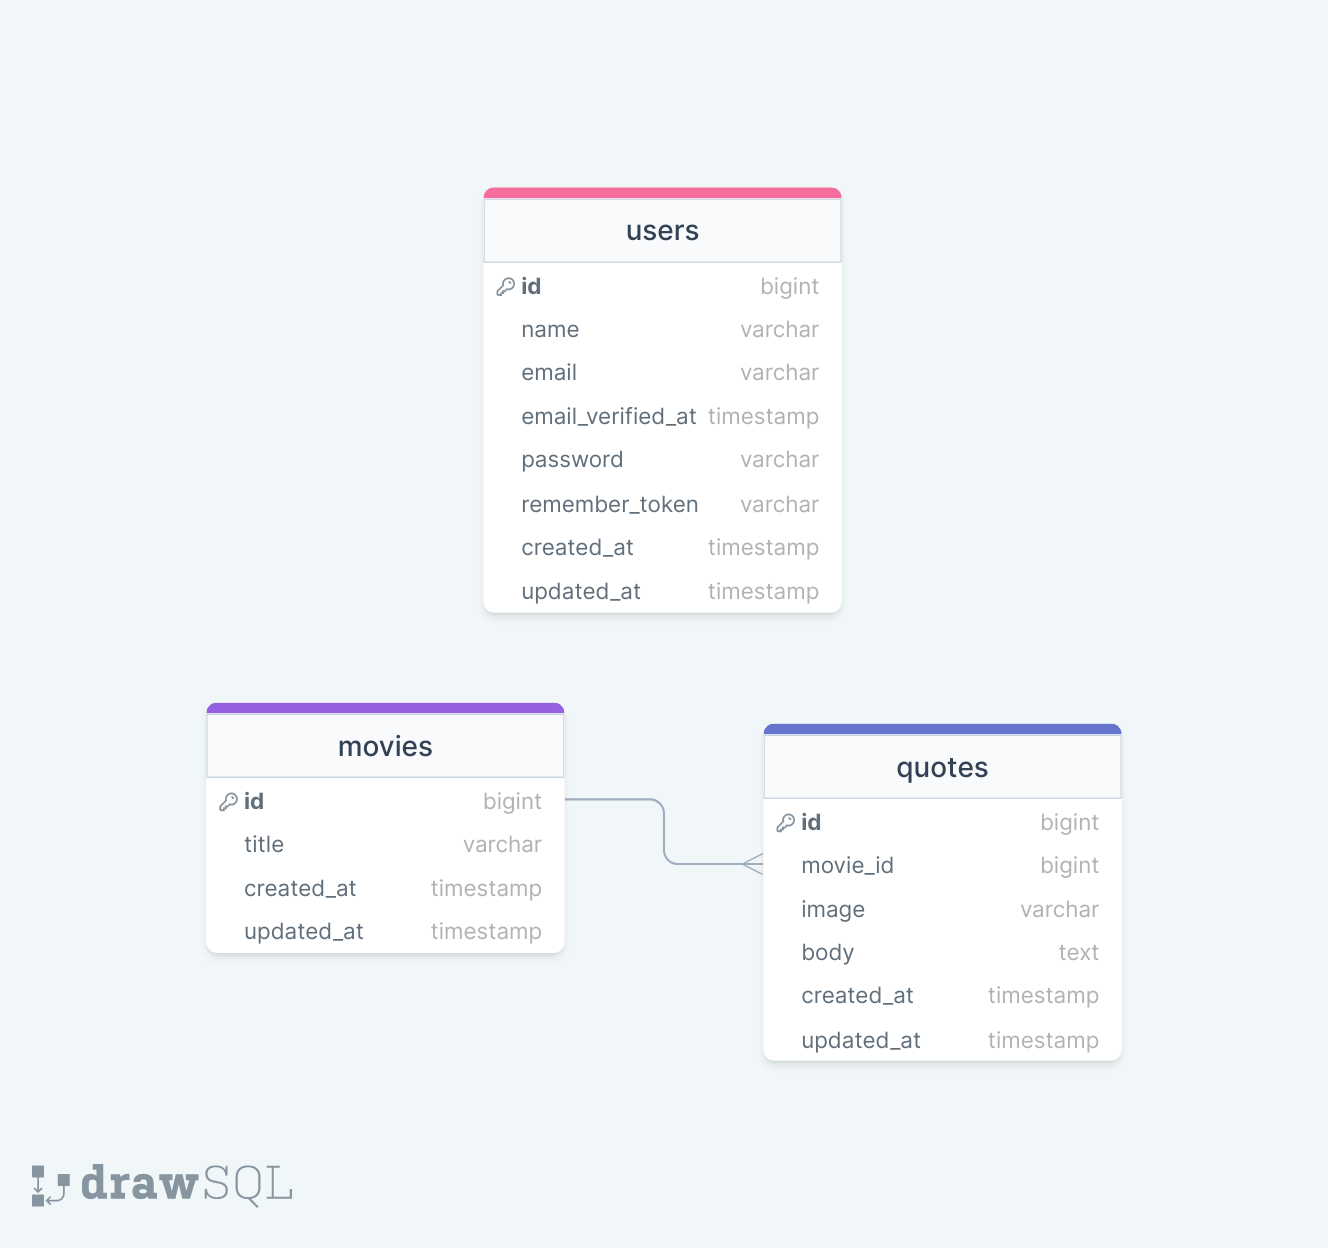 users
id bigint
name varchar
email varchar
email_verified_at timestamp
password varchar
remember_token varchar
created_at timestamp
updated_at timestamp
movies
id bigint
title varchar
created_at timestamp
updated_at timestamp
quotes
id bigint
movie_id bigint
image varchar
body text
created_at timestamp
updated_at timestamp
drawSQL